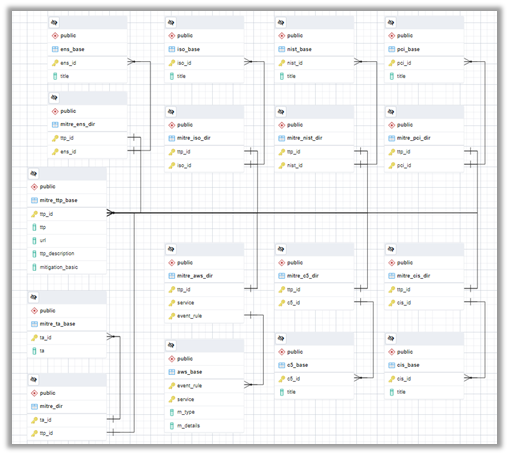 public
ens_base
ens_id
title
public
iso_base
iso_id
title
public
nist_base
nist_id
title
public
pci_base
pci_id
title
public
mitre_ens_dir
ttp_id
ens_id
public
mitre_iso_dir
ttp_id
iso_id
public
mitre_nist_dir
ttp_id
nist_id
public
mitre_pci_dir
ttp_id
pci_id
public
mitre_ttp_base
ttp_id
ttp
url
ttp_description
mitigation_basic
public
mitre_aws_dir
ttp_id
service
event_rule
public
mitre_c5_dir
ttp_id
c5_id
public
mitre_cis_dir
ttp_id
cis_id
public
mitre_ta_base
ta_id
ta
public
aws_base
event_rule
service
rn_type
rn_details
public
c5_base
c5_id
title
public
cis_base
cis_id
title
public
mitre_dir
ta_id
ttp_id